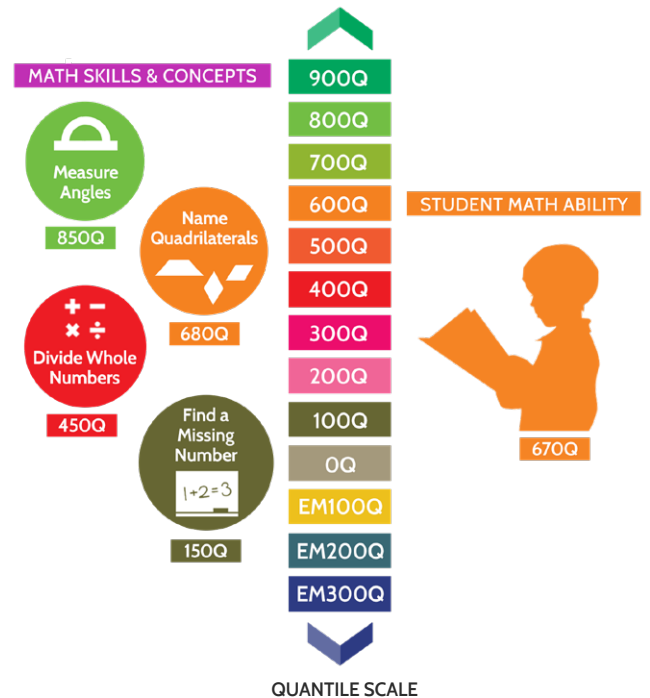 MATH SKILLS & CONCEPTS
Measure
Angles
850Q
Name
Quadrilaterals
680Q
+ −
× ÷
Divide Whole
Numbers
450Q
Find a
Missing
Number
1+2=3
150Q
900Q
800Q
700Q
600Q
500Q
400Q
300Q
200Q
100Q
0Q
EM100Q
EM200Q
EM300Q
QUANTILE SCALE
STUDENT MATH ABILITY
670Q